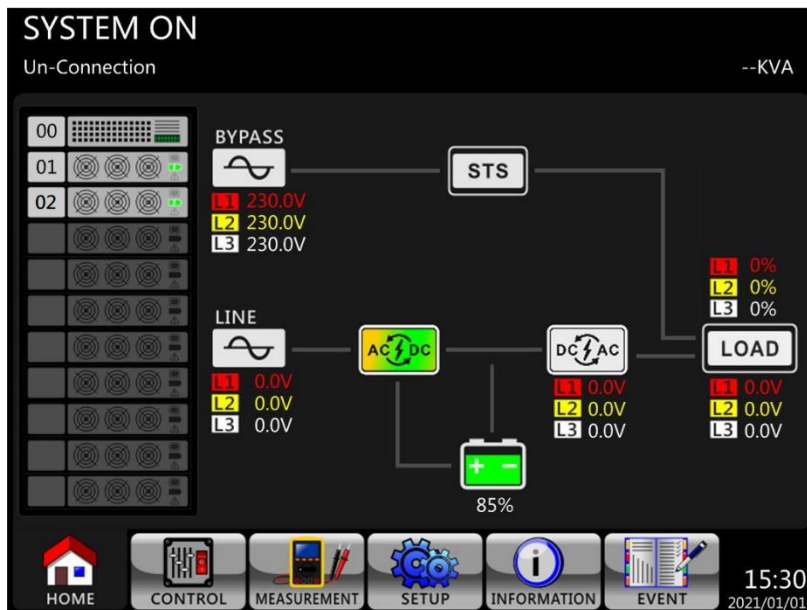 SYSTEM ON
Un-Connection
--KVA
00
01
02
BYPASS
L1 230.0V
L2 230.0V
L3 230.0V
STS
L1 0%
L2 0%
L3 0%
LINE
AC DC
DC AC
LOAD
L1 0.0V
L2 0.0V
L3 0.0V
L1 0.0V
L2 0.0V
L3 0.0V
L1 0.0V
L2 0.0V
L3 0.0V
+ -
85%
HOME
CONTROL
MEASUREMENT
SETUP
i
INFORMATION
EVENT
15:30
2021/01/01